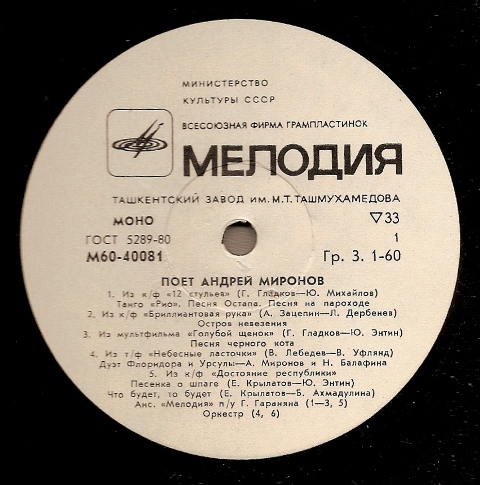 МИНИСТЕРСТВО
КУЛЬТУРЫ СССР
ВСЕСОЮЗНАЯ ФИРМА ГРАМПЛАСТИНОК
МЕЛОДИЯ
ТАШКЕНТСКИЙ ЗАВОД ИМ. М.Т. ТАШМУХАМЕДОВА
МОНО ▽33
ГОСТ 5289-80 1
М60-40081 Гр. 3. 1-60
ПОЕТ АНДРЕЙ МИРОНОВ
1. Из к/ф «12 стульев» (Г. Гладков—Ю. Михайлов)
Танго «Рио». Песня Остапа. Песня на пароходе
2. Из к/ф «Бриллиантовая рука» (А. Зацепин—Л. Дербенев)
Остров невезения
3. Из мультфильма «Голубой щенок» (Г. Гладков—Ю. Энтин)
Песня черного кота
4. Из т/ф «Небесные ласточки» (В. Лебедев—В. Уфлянд)
Дуэт Флоридора и Урсулы—А. Миронов и Н. Балафина
5. Из к/ф «Достояние республики»
Песенка о шпаге (Е. Крылатов—Ю. Энтин)
Что будет, то будет (Е. Крылатов—Б. Ахмадулина)
Анс. «Мелодия» п/у Г. Гараняна (1—3, 5)
Оркестр (4, 6)